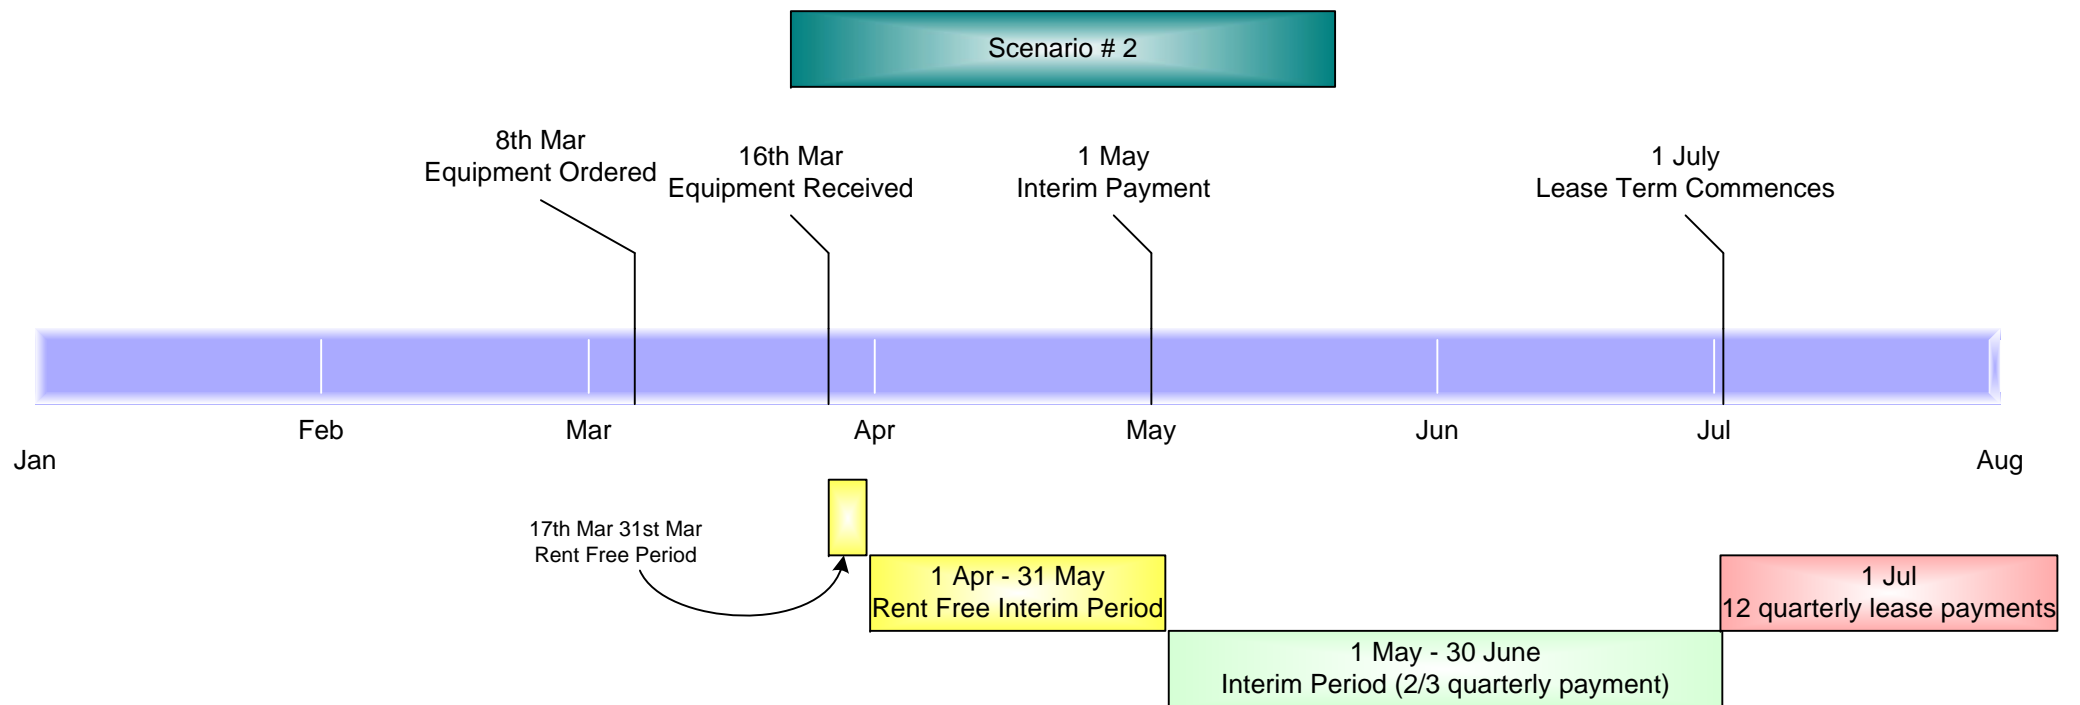 Scenario # 2
8th Mar
Equipment Ordered
16th Mar
Equipment Received
1 May
Interim Payment
1 July
Lease Term Commences
Feb
Mar
Apr
May
Jun
Jul
Jan
Aug
17th Mar 31st Mar
Rent Free Period
1 Apr - 31 May
Rent Free Interim Period
1 Jul
12 quarterly lease payments
1 May - 30 June
Interim Period (2/3 quarterly payment)